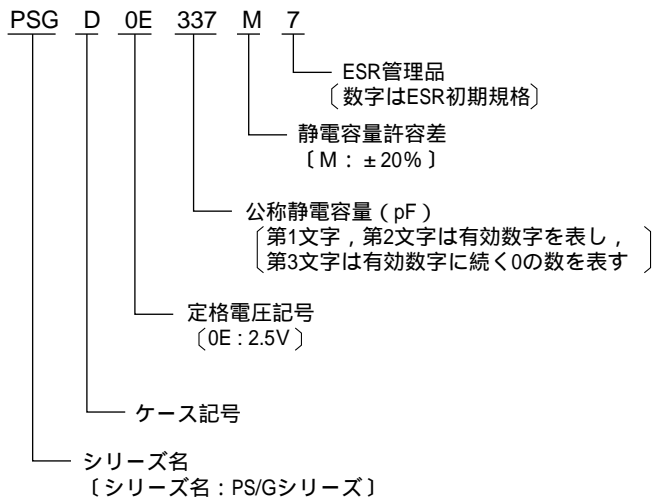 PSG D 0E 337 M 7
ESR管理品
〔数字はESR初期規格〕
静電容量許容差
〔M：±20%〕
公称静電容量（pF）
〔第1文字，第2文字は有効数字を表し，
第3文字は有効数字に続く0の数を表す〕
定格電圧記号
〔0E : 2.5V〕
ケース記号
シリーズ名
〔シリーズ名：PS/Gシリーズ〕